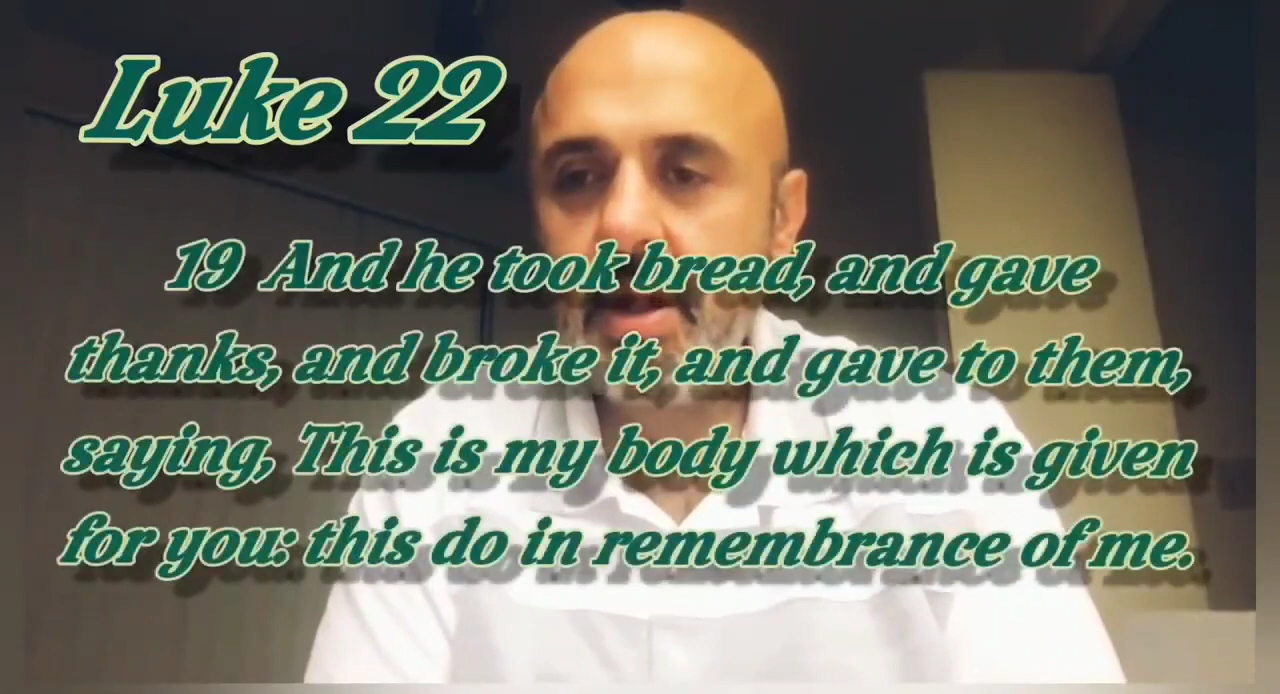 Luke 22
19 And he took bread, and gave
thanks, and broke it, and gave to them,
saying, This is my body which is given
for you: this do in remembrance of me.